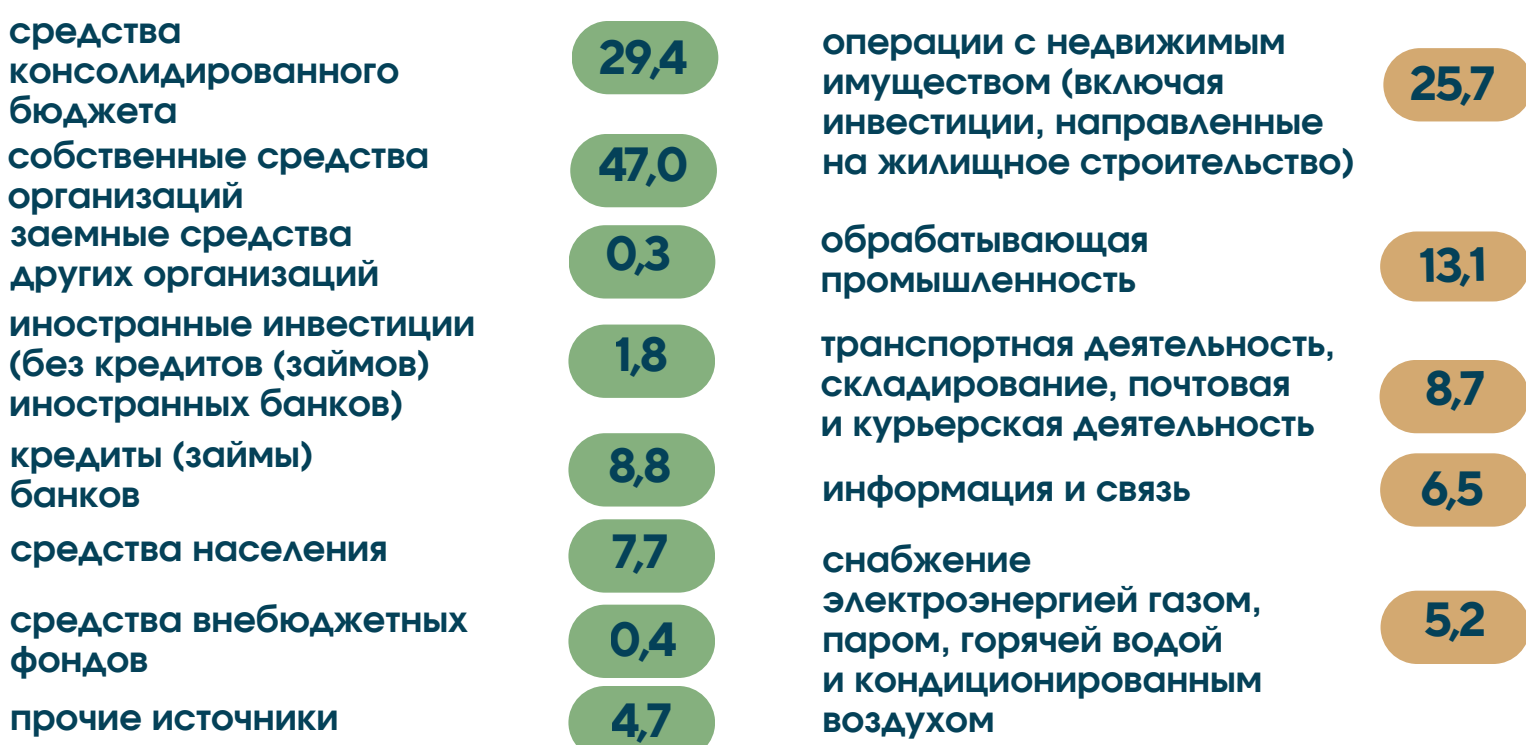 средства
консолидированного
бюджета
29,4
собственные средства
организаций
47,0
заемные средства
других организаций
0,3
иностранные инвестиции
(без кредитов (займов)
иностранных банков)
1,8
кредиты (займы)
банков
8,8
средства населения
7,7
средства внебюджетных
фондов
0,4
прочие источники
4,7
операции с недвижимым
имуществом (включая
инвестиции, направленные
на жилищное строительство)
25,7
обрабатывающая
промышленность
13,1
транспортная деятельность,
складирование, почтовая
и курьерская деятельность
8,7
информация и связь
6,5
снабжение
электроэнергией газом,
паром, горячей водой
и кондиционированным
воздухом
5,2